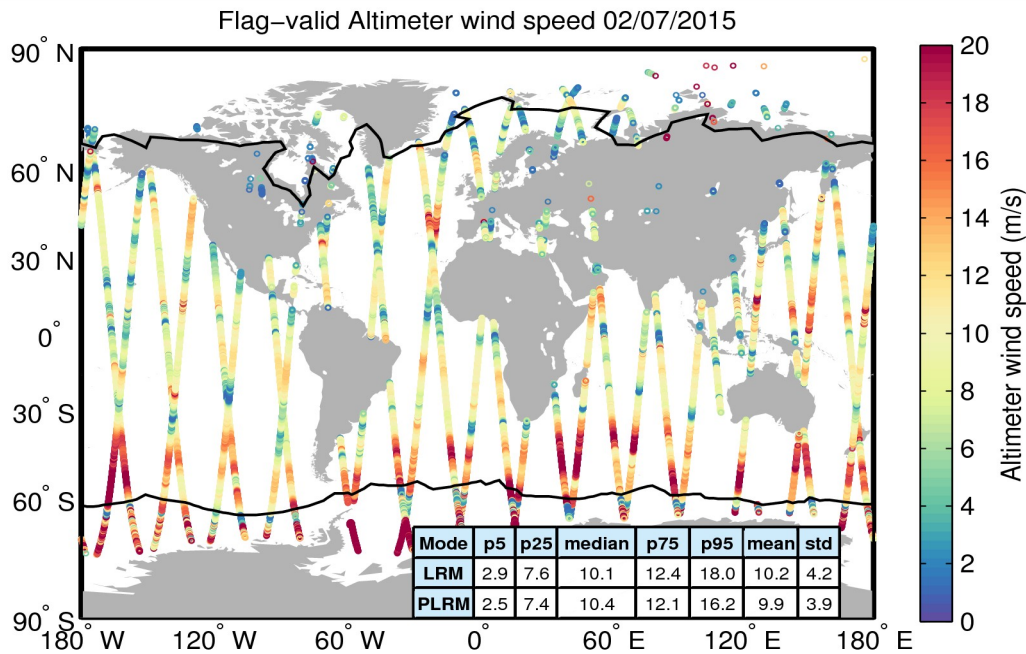 Flag−valid Altimeter wind speed 02/07/2015
90° N
60° N
30° N
0°
30° S
60° S
90° S
180° W
120° W
60° W
0°
60° E
120° E
180° E
Mode p5 p25 median p75 p95 mean std
LRM 2.9 7.6 10.1 12.4 18.0 10.2 4.2
PLRM 2.5 7.4 10.4 12.1 16.2 9.9 3.9
20
18
16
14
12
10
8
6
4
2
0
Altimeter wind speed (m/s)